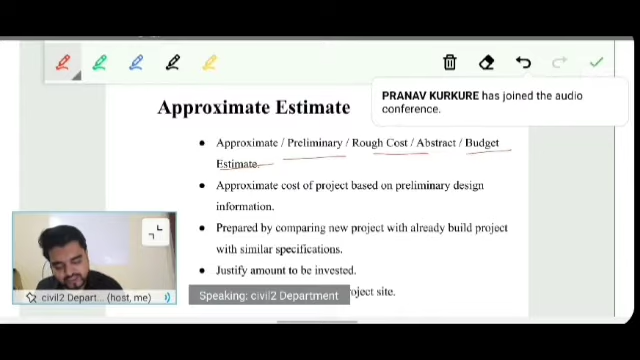 PRANAV KURKURE has joined the audio
conference.
Approximate Estimate
• Approximate / Preliminary / Rough Cost / Abstract / Budget
Estimate.
• Approximate cost of project based on preliminary design
information.
• Prepared by comparing new project with already build project
with similar specifications.
• Justify amount to be invested.
project site.
civil2 Depart... (host, me)
Speaking: civil2 Department